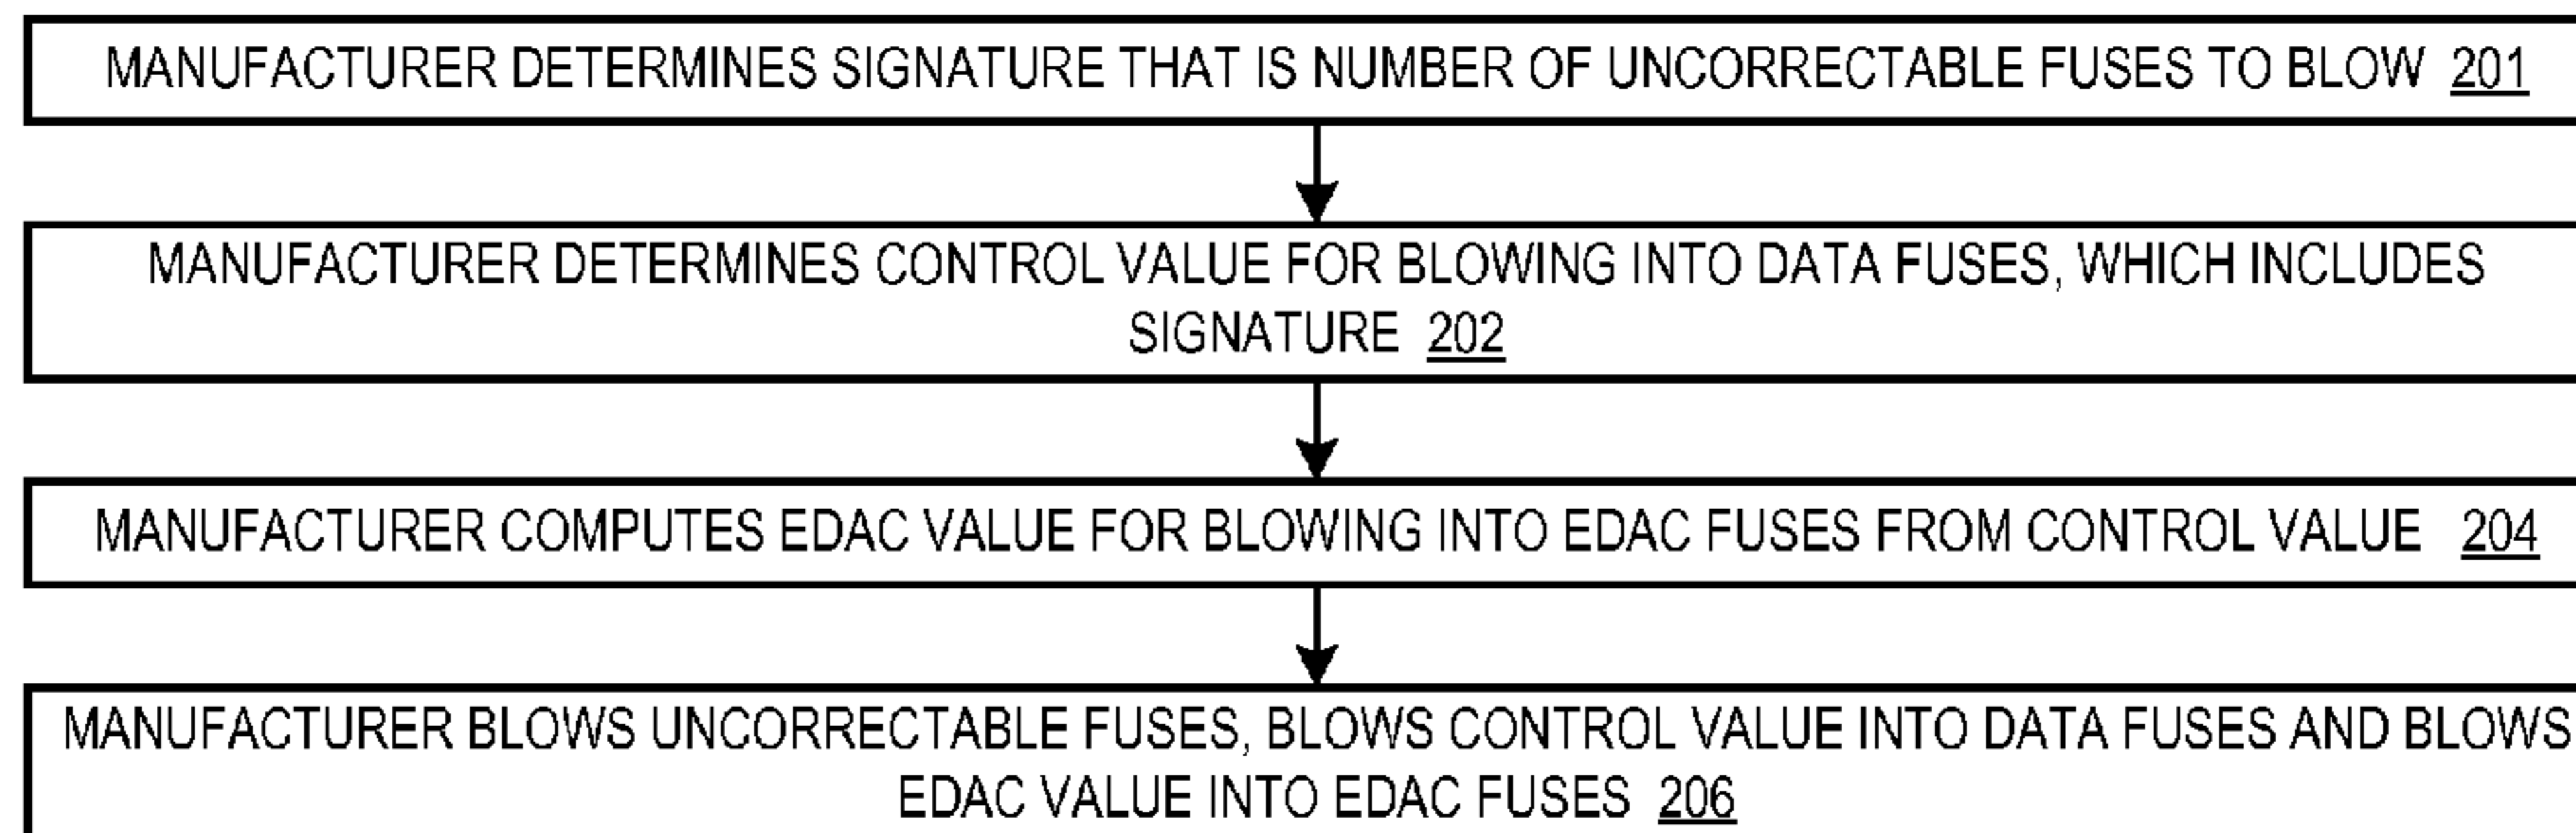 MANUFACTURER DETERMINES SIGNATURE THAT IS NUMBER OF UNCORRECTABLE FUSES TO BLOW 201
MANUFACTURER DETERMINES CONTROL VALUE FOR BLOWING INTO DATA FUSES, WHICH INCLUDES
SIGNATURE 202
MANUFACTURER COMPUTES EDAC VALUE FOR BLOWING INTO EDAC FUSES FROM CONTROL VALUE 204
MANUFACTURER BLOWS UNCORRECTABLE FUSES, BLOWS CONTROL VALUE INTO DATA FUSES AND BLOWS
EDAC VALUE INTO EDAC FUSES 206